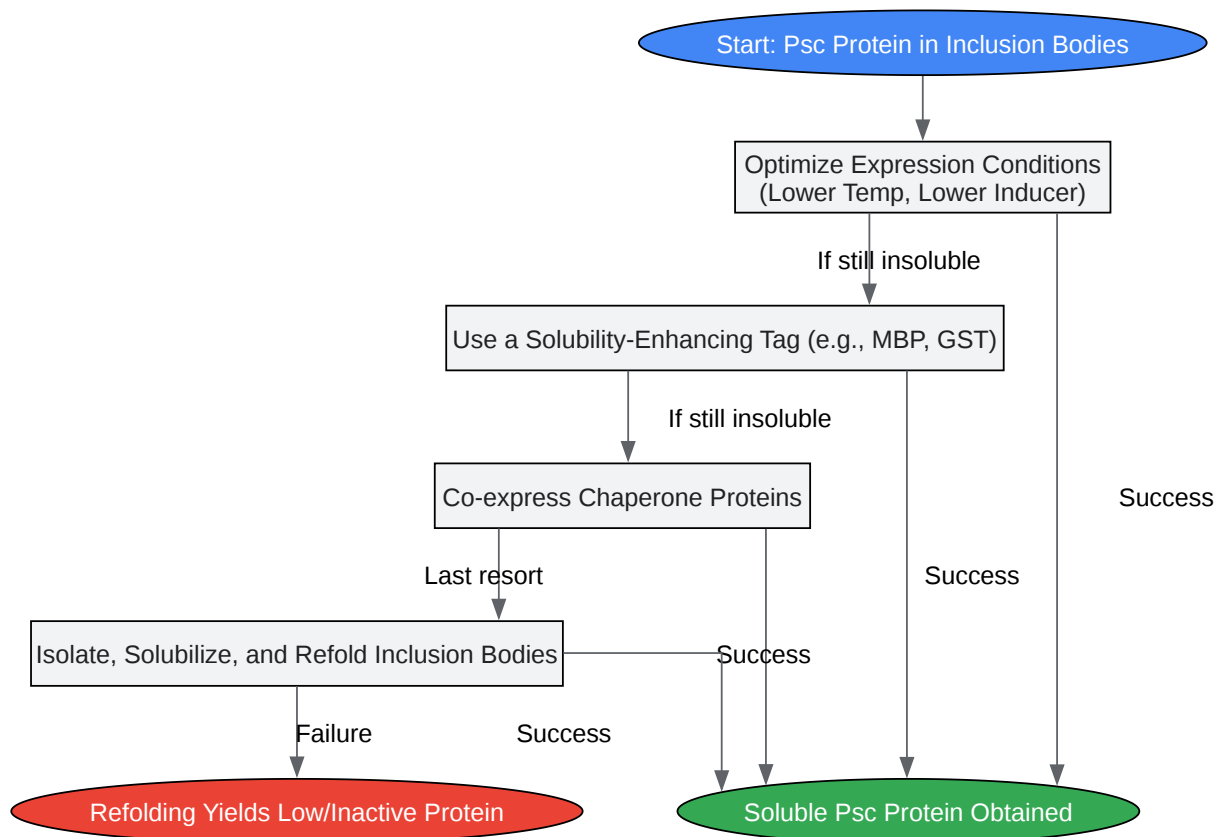 Start: Psc Protein in Inclusion Bodies
Optimize Expression Conditions
(Lower Temp, Lower Inducer)
If still insoluble
Use a Solubility-Enhancing Tag (e.g., MBP, GST)
If still insoluble
Co-express Chaperone Proteins
Success
Last resort
Success
Isolate, Solubilize, and Refold Inclusion Bodies
Success
Failure
Success
Refolding Yields Low/Inactive Protein
Soluble Psc Protein Obtained